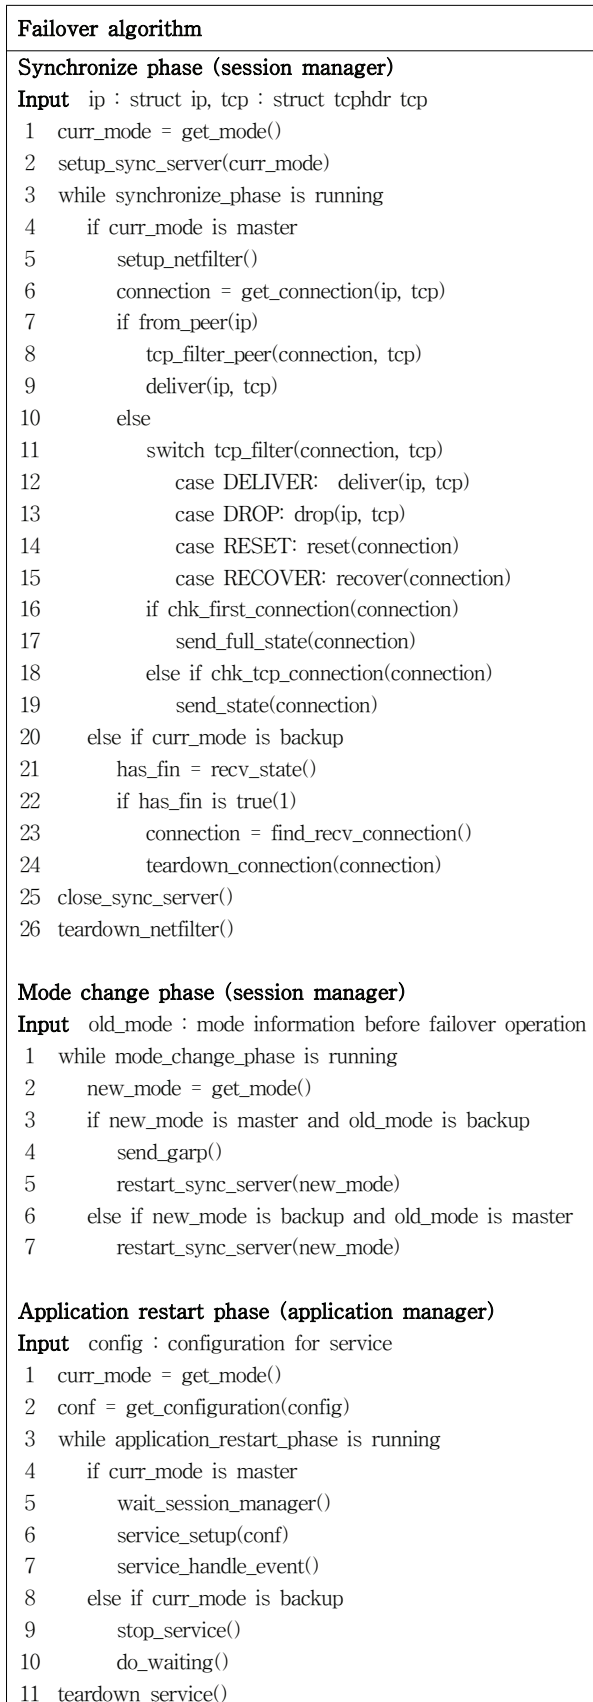 Failover algorithm
Synchronize phase (session manager)
Input ip : struct ip, tcp : struct tcphdr tcp
1 curr_mode = get_mode()
2 setup_sync_server(curr_mode)
3 while synchronize_phase is running
4 if curr_mode is master
5 setup_netfilter()
6 connection = get_connection(ip, tcp)
7 if from_peer(ip)
8 tcp_filter_peer(connection, tcp)
9 deliver(ip, tcp)
10 else
11 switch tcp_filter(connection, tcp)
12 case DELIVER: deliver(ip, tcp)
13 case DROP: drop(ip, tcp)
14 case RESET: reset(connection)
15 case RECOVER: recover(connection)
16 if chk_first_connection(connection)
17 send_full_state(connection)
18 else if chk_tcp_connection(connection)
19 send_state(connection)
20 else if curr_mode is backup
21 has_fin = recv_state()
22 if has_fin is true(1)
23 connection = find_recv_connection()
24 teardown_connection(connection)
25 close_sync_server()
26 teardown_netfilter()
Mode change phase (session manager)
Input old_mode : mode information before failover operation
1 while mode_change_phase is running
2 new_mode = get_mode()
3 if new_mode is master and old_mode is backup
4 send_garp()
5 restart_sync_server(new_mode)
6 else if new_mode is backup and old_mode is master
7 restart_sync_server(new_mode)
Application restart phase (application manager)
Input config : configuration for service
1 curr_mode = get_mode()
2 conf = get_configuration(config)
3 while application_restart_phase is running
4 if curr_mode is master
5 wait_session_manager()
6 service_setup(conf)
7 service_handle_event()
8 else if curr_mode is backup
9 stop_service()
10 do_waiting()
11 teardown_service()